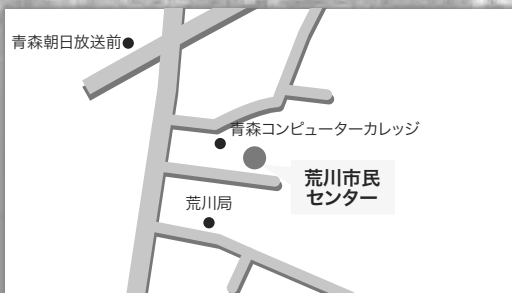 青森朝日放送前
青森コンピューターカレッジ
荒川市民
センター
荒川局